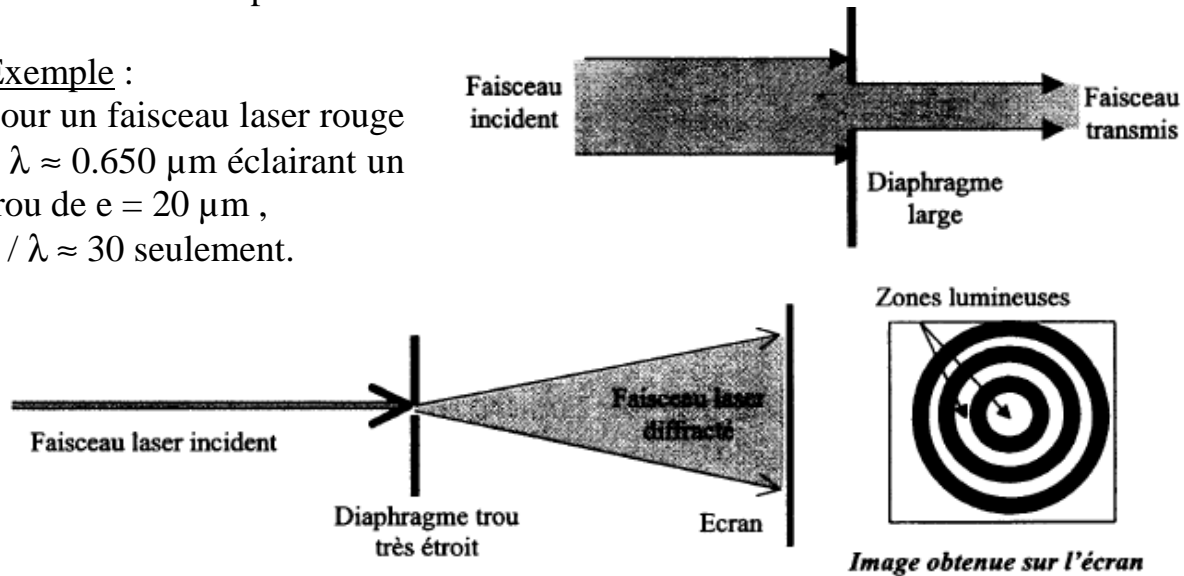 Exemple :
our un faisceau laser rouge
λ ≈ 0.650 µm éclairant un
rou de e = 20 µm ,
/ λ ≈ 30 seulement.
Faisceau
incident
Faisceau
transmis
Diaphragme
large
Zones lumineuses
Faisceau laser incident
Faisceau laser
diffracté
Diaphragme trou
très étroit
Ecran
Image obtenue sur l'écran